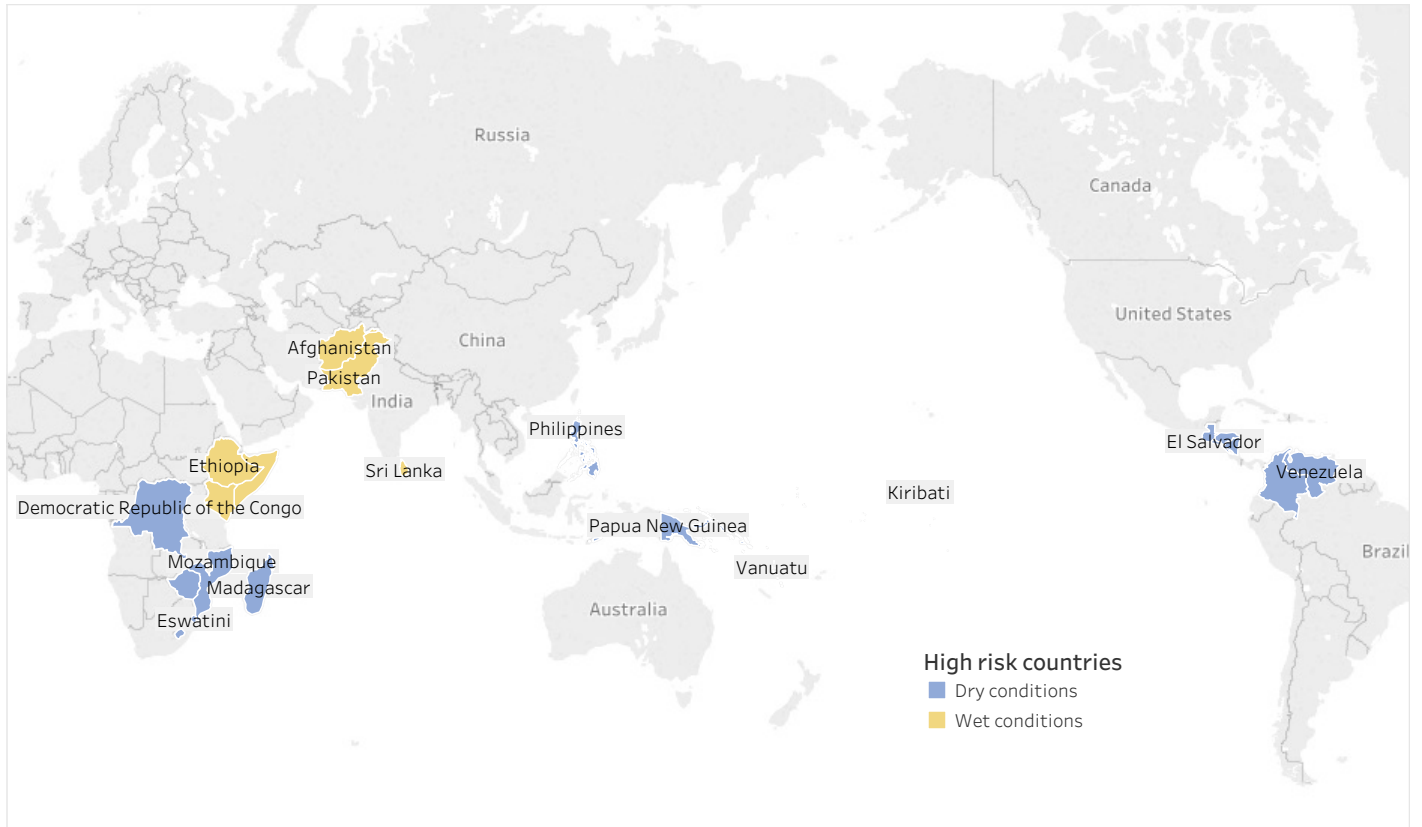 Russia
Canada
United States
Afghanistan
China
Pakistan
India
Philippines
El Salvador
Ethiopia
Sri Lanka
Venezuela
Kiribati
Democratic Republic of the Congo
Papua New Guinea
Brazil
Mozambique
Vanuatu
Madagascar
Australia
Eswatini
High risk countries
Dry conditions
Wet conditions